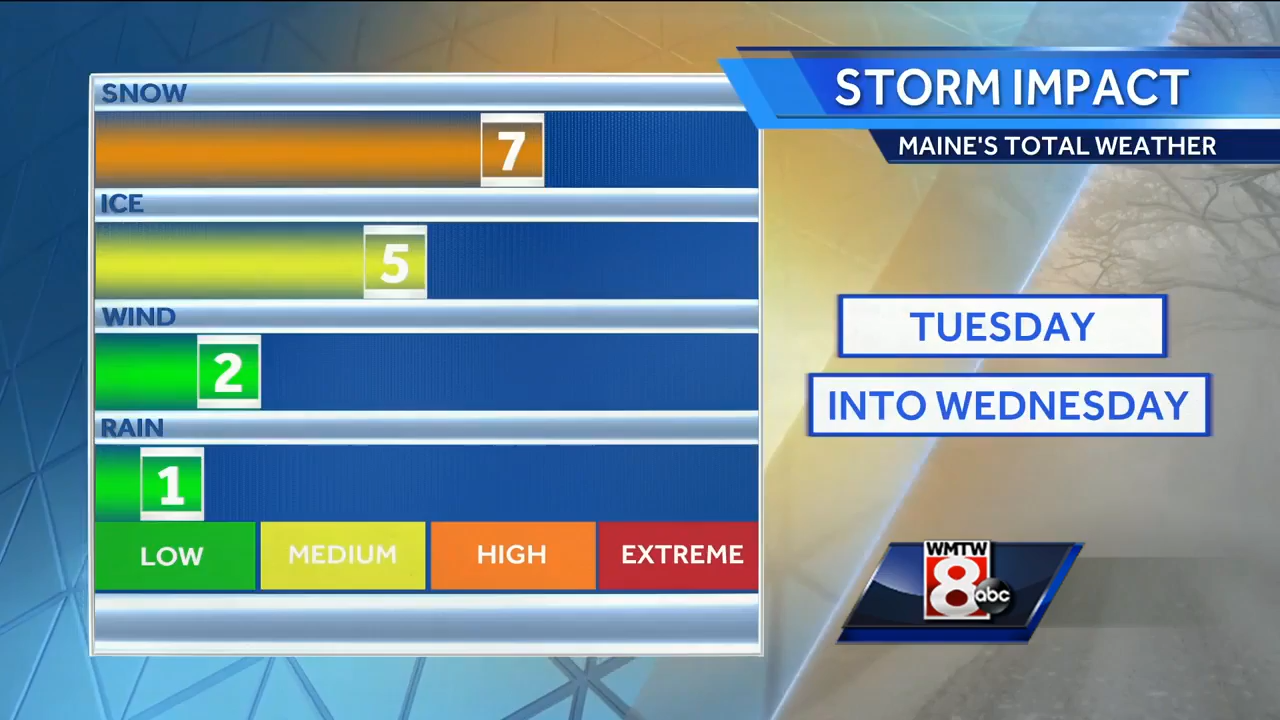 STORM IMPACT
MAINE'S TOTAL WEATHER
SNOW
7
ICE
5
WIND
2
RAIN
1
LOW MEDIUM HIGH EXTREME
TUESDAY
INTO WEDNESDAY
WMTW
8 abc